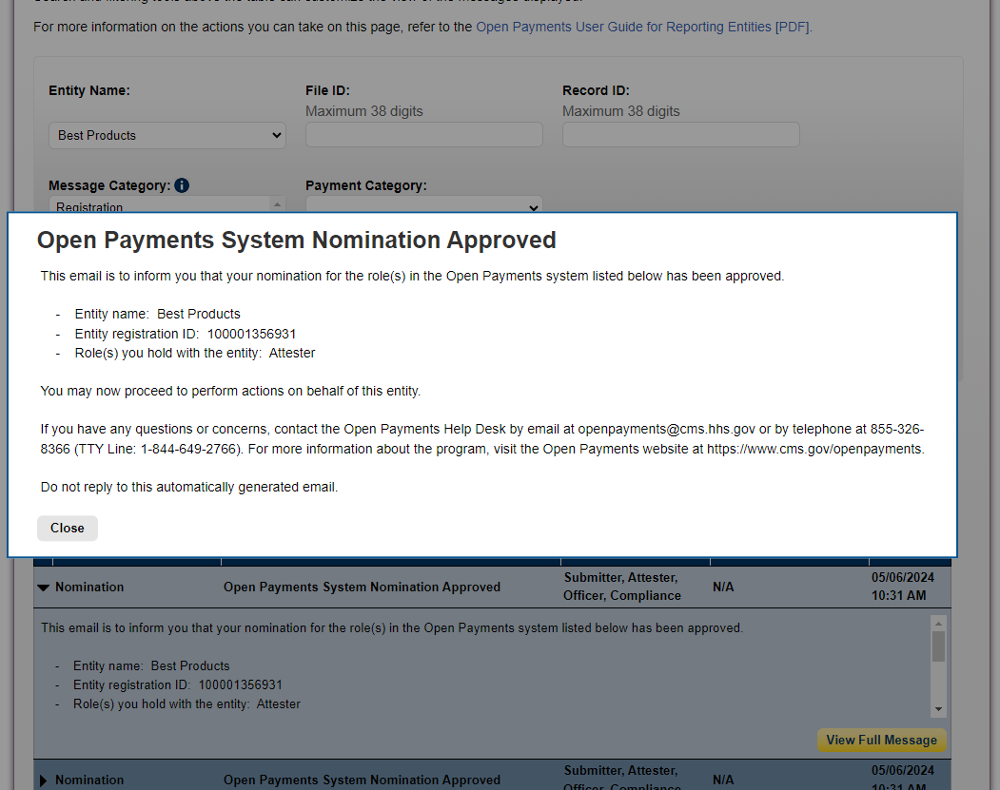 For more information on the actions you can take on this page, refer to the Open Payments User Guide for Reporting Entities [PDF].
Entity Name:
File ID:
Record ID:
Maximum 38 digits
Maximum 38 digits
Best Products
Message Category:
Payment Category:
Registration
Open Payments System Nomination Approved
This email is to inform you that your nomination for the role(s) in the Open Payments system listed below has been approved.
- Entity name: Best Products
- Entity registration ID: 100001356931
- Role(s) you hold with the entity: Attester
You may now proceed to perform actions on behalf of this entity.
If you have any questions or concerns, contact the Open Payments Help Desk by email at openpayments@cms.hhs.gov or by telephone at 855-326-
8366 (TTY Line: 1-844-649-2766). For more information about the program, visit the Open Payments website at https://www.cms.gov/openpayments.
Do not reply to this automatically generated email.
Close
Nomination
Open Payments System Nomination Approved
Submitter, Attester,
Officer, Compliance
N/A
05/06/2024
10:31 AM
This email is to inform you that your nomination for the role(s) in the Open Payments system listed below has been approved.
- Entity name: Best Products
- Entity registration ID: 100001356931
- Role(s) you hold with the entity: Attester
View Full Message
Nomination
Open Payments System Nomination Approved
Submitter, Attester,
Officer, Compliance
N/A
05/06/2024
10:31 AM